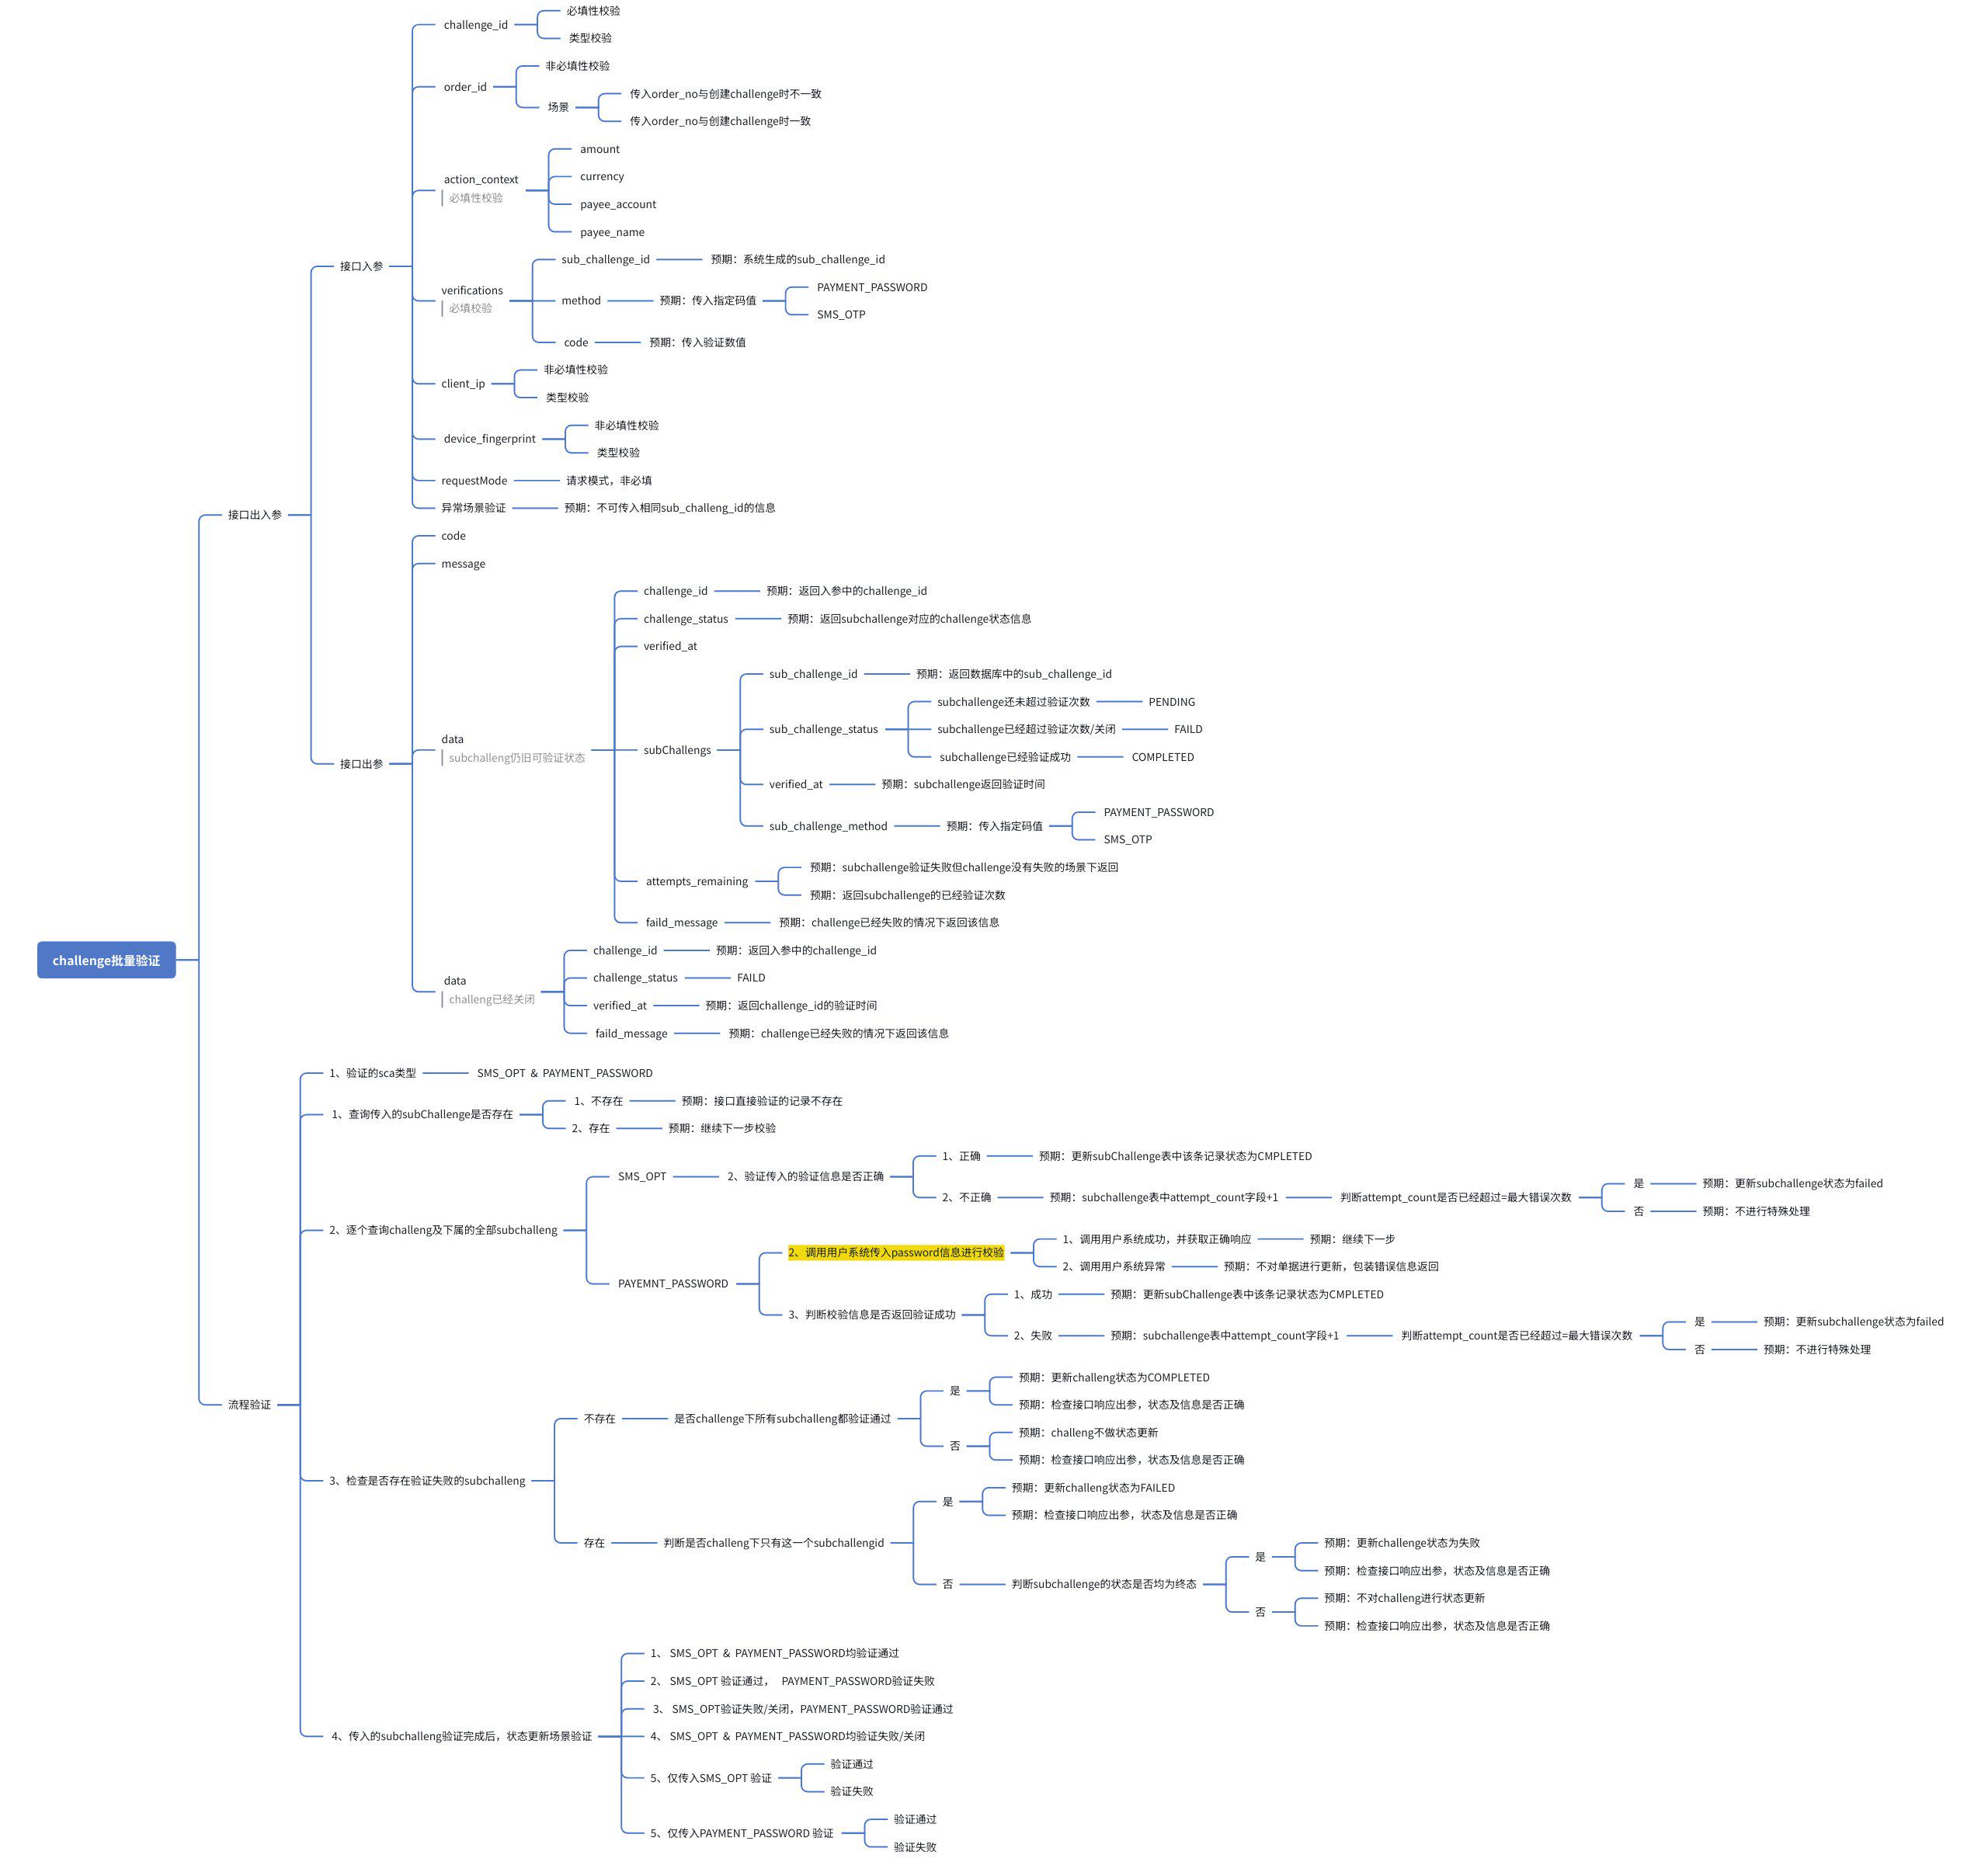 challenge批量验证
接口出入参
接口入参
challenge_id
必填性校验
类型校验
order_id
非必填性校验
场景
传入order_no与创建challenge时不一致
传入order_no与创建challenge时一致
action_context
必填性校验
amount
currency
payee_account
payee_name
verifications
必填校验
sub_challenge_id
预期：系统生成的sub_challenge_id
method
预期：传入指定码值
PAYMENT_PASSWORD
SMS_OTP
code
预期：传入验证数值
client_ip
非必填性校验
类型校验
device_fingerprint
非必填性校验
类型校验
requestMode
请求模式，非必填
异常场景验证
预期：不可传入相同sub_challeng_id的信息
接口出参
code
message
data
subchalleng仍旧可验证状态
challenge_id
预期：返回入参中的challenge_id
challenge_status
预期：返回subchallenge对应的challenge状态信息
verified_at
subChallengs
sub_challenge_id
预期：返回数据库中的sub_challenge_id
sub_challenge_status
subchallenge还未超过验证次数
PENDING
subchallenge已经超过验证次数/关闭
FAILD
subchallenge已经验证成功
COMPLETED
verified_at
预期：subchallenge返回验证时间
sub_challenge_method
预期：传入指定码值
PAYMENT_PASSWORD
SMS_OTP
attempts_remaining
预期：subchallenge验证失败但challenge没有失败的场景下返回
预期：返回subchallenge的已经验证次数
faild_message
预期：challenge已经失败的情况下返回该信息
data
challeng已经关闭
challenge_id
预期：返回入参中的challenge_id
challenge_status
FAILD
verified_at
预期：返回challenge_id的验证时间
faild_message
预期：challenge已经失败的情况下返回该信息
流程验证
1、验证的sca类型
SMS_OPT & PAYMENT_PASSWORD
1、查询传入的subChallenge是否存在
1、不存在
预期：接口直接验证的记录不存在
2、存在
预期：继续下一步校验
2、逐个查询challeng及下属的全部subchalleng
SMS_OPT
2、验证传入的验证信息是否正确
1、正确
预期：更新subChallenge表中该条记录状态为CMPLETED
2、不正确
预期：subchallenge表中attempt_count字段+1
判断attempt_count是否已经超过=最大错误次数
是
预期：更新subchallenge状态为failed
否
预期：不进行特殊处理
PAYEMNT_PASSWORD
2、调用用户系统传入password信息进行校验
1、调用用户系统成功，并获取正确响应
预期：继续下一步
2、调用用户系统异常
预期：不对单据进行更新，包装错误信息返回
3、判断校验信息是否返回验证成功
1、成功
预期：更新subChallenge表中该条记录状态为CMPLETED
2、失败
预期：subchallenge表中attempt_count字段+1
判断attempt_count是否已经超过=最大错误次数
是
预期：更新subchallenge状态为failed
否
预期：不进行特殊处理
3、检查是否存在验证失败的subchalleng
不存在
是否challenge下所有subchalleng都验证通过
是
预期：更新challeng状态为COMPLETED
预期：检查接口响应出参，状态及信息是否正确
否
预期：challeng不做状态更新
预期：检查接口响应出参，状态及信息是否正确
存在
判断是否challeng下只有这一个subchallengid
是
预期：更新challeng状态为FAILED
预期：检查接口响应出参，状态及信息是否正确
否
判断subchallenge的状态是否均为终态
是
预期：更新challenge状态为失败
预期：检查接口响应出参，状态及信息是否正确
否
预期：不对challeng进行状态更新
预期：检查接口响应出参，状态及信息是否正确
4、传入的subchalleng验证完成后，状态更新场景验证
1、 SMS_OPT & PAYMENT_PASSWORD均验证通过
2、 SMS_OPT 验证通过， PAYMENT_PASSWORD验证失败
3、 SMS_OPT验证失败/关闭，PAYMENT_PASSWORD验证通过
4、 SMS_OPT & PAYMENT_PASSWORD均验证失败/关闭
5、仅传入SMS_OPT 验证
验证通过
验证失败
5、仅传入PAYMENT_PASSWORD 验证
验证通过
验证失败